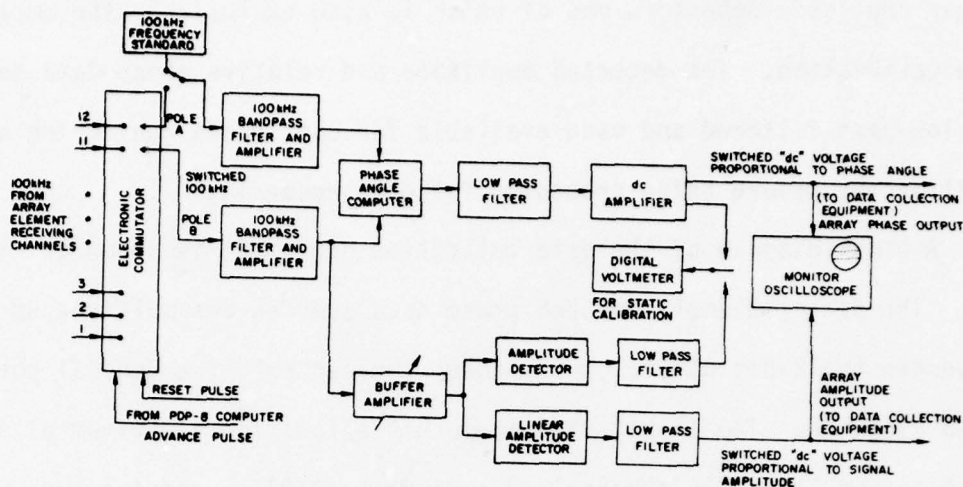 100 kHz
FREQUENCY
STANDARD
POLE
A
12
11
3
2
1
100kHz
FROM
ARRAY
ELEMENT
RECEIVING
CHANNELS
ELECTRONIC
COMMUTATOR
SWITCHED
100 kHz
POLE
B
100kHz
BANDPASS
FILTER AND
AMPLIFIER
100kHz
BANDPASS
FILTER AND
AMPLIFIER
RESET PULSE
FROM PDP-8 COMPUTER
ADVANCE PULSE
PHASE
ANGLE
COMPUTER
LOW PASS
FILTER
dc
AMPLIFIER
SWITCHED "dc" VOLTAGE
PROPORTIONAL TO PHASE ANGLE
(TO DATA COLLECTION
EQUIPMENT)
ARRAY PHASE OUTPUT
DIGITAL
VOLTMETER
FOR STATIC
CALIBRATION
MONITOR
OSCILLOSCOPE
BUFFER
AMPLIFIER
AMPLITUDE
DETECTOR
LOW PASS
FILTER
LINEAR
AMPLITUDE
DETECTOR
LOW PASS
FILTER
ARRAY
AMPLITUDE
OUTPUT
(TO DATA COLLECTION
EQUIPMENT)
SWITCHED "dc" VOLTAGE
PROPORTIONAL TO SIGNAL
AMPLITUDE